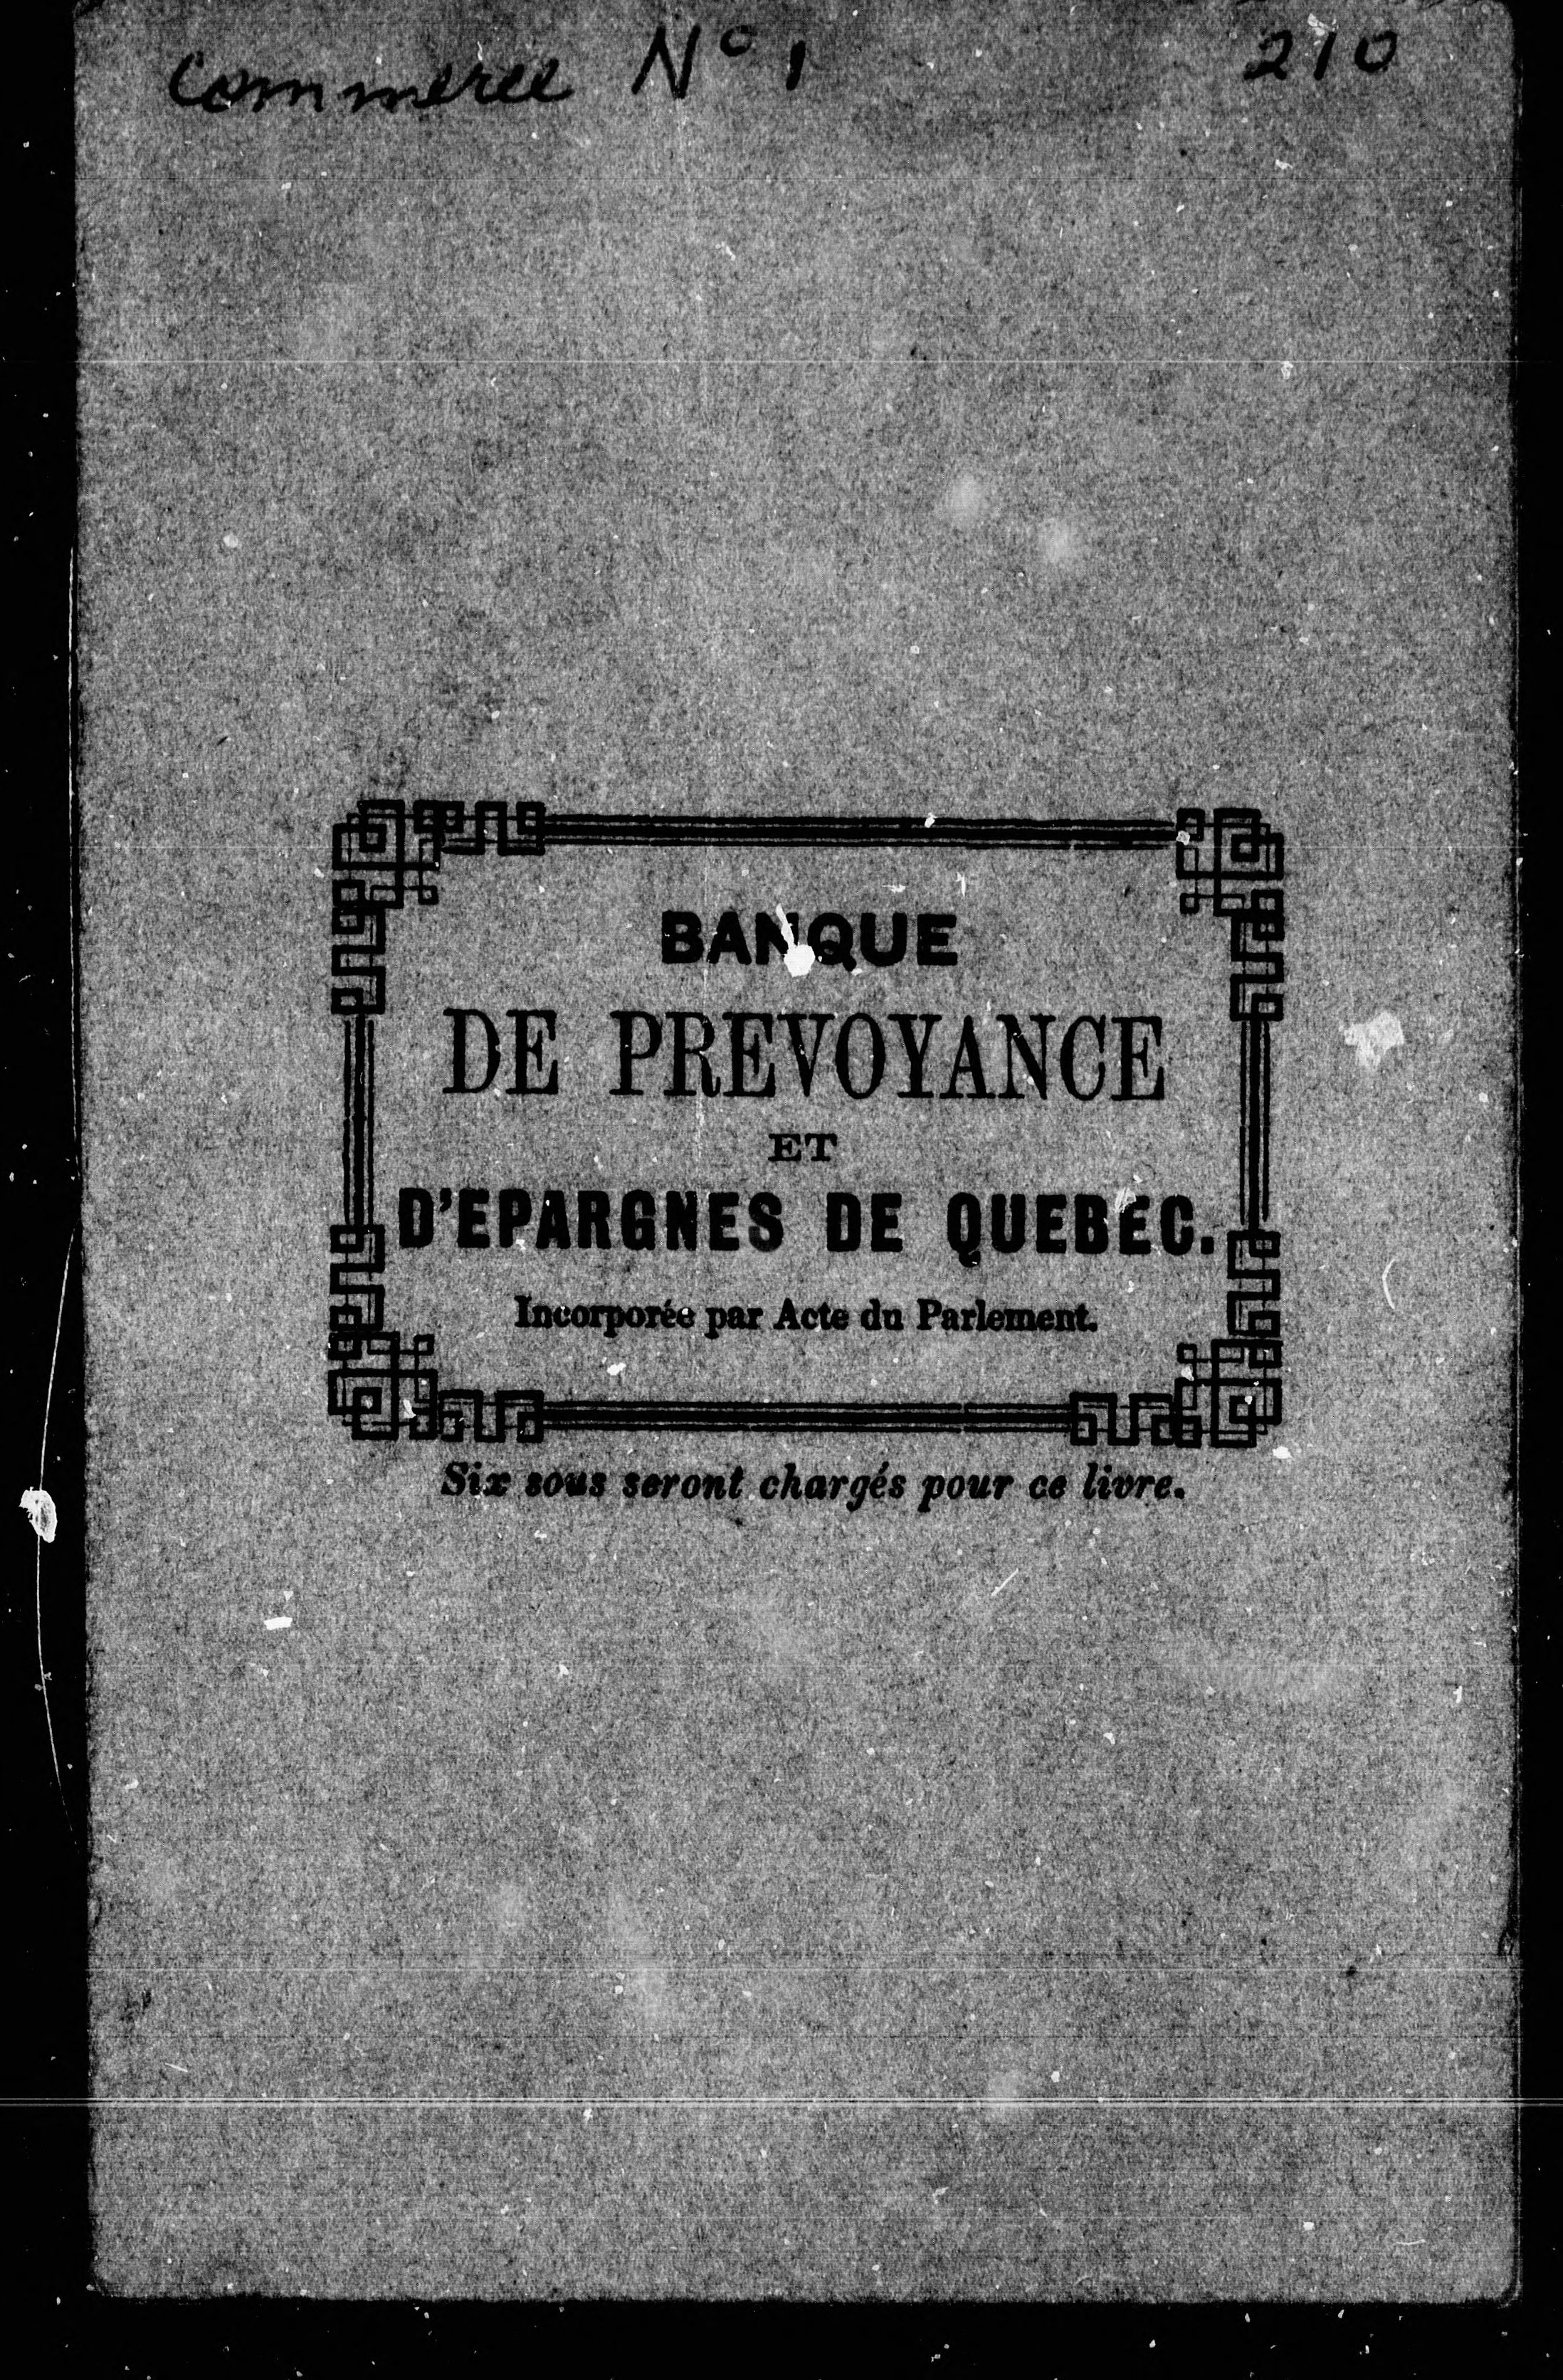 Commerce N° 1 210
BANQUE
DE PREVOYANCE
ET
D'EPARGNES DE QUEBEC.
Incorporée par Acte du Parlement.
Six sous seront chargés pour ce livre.